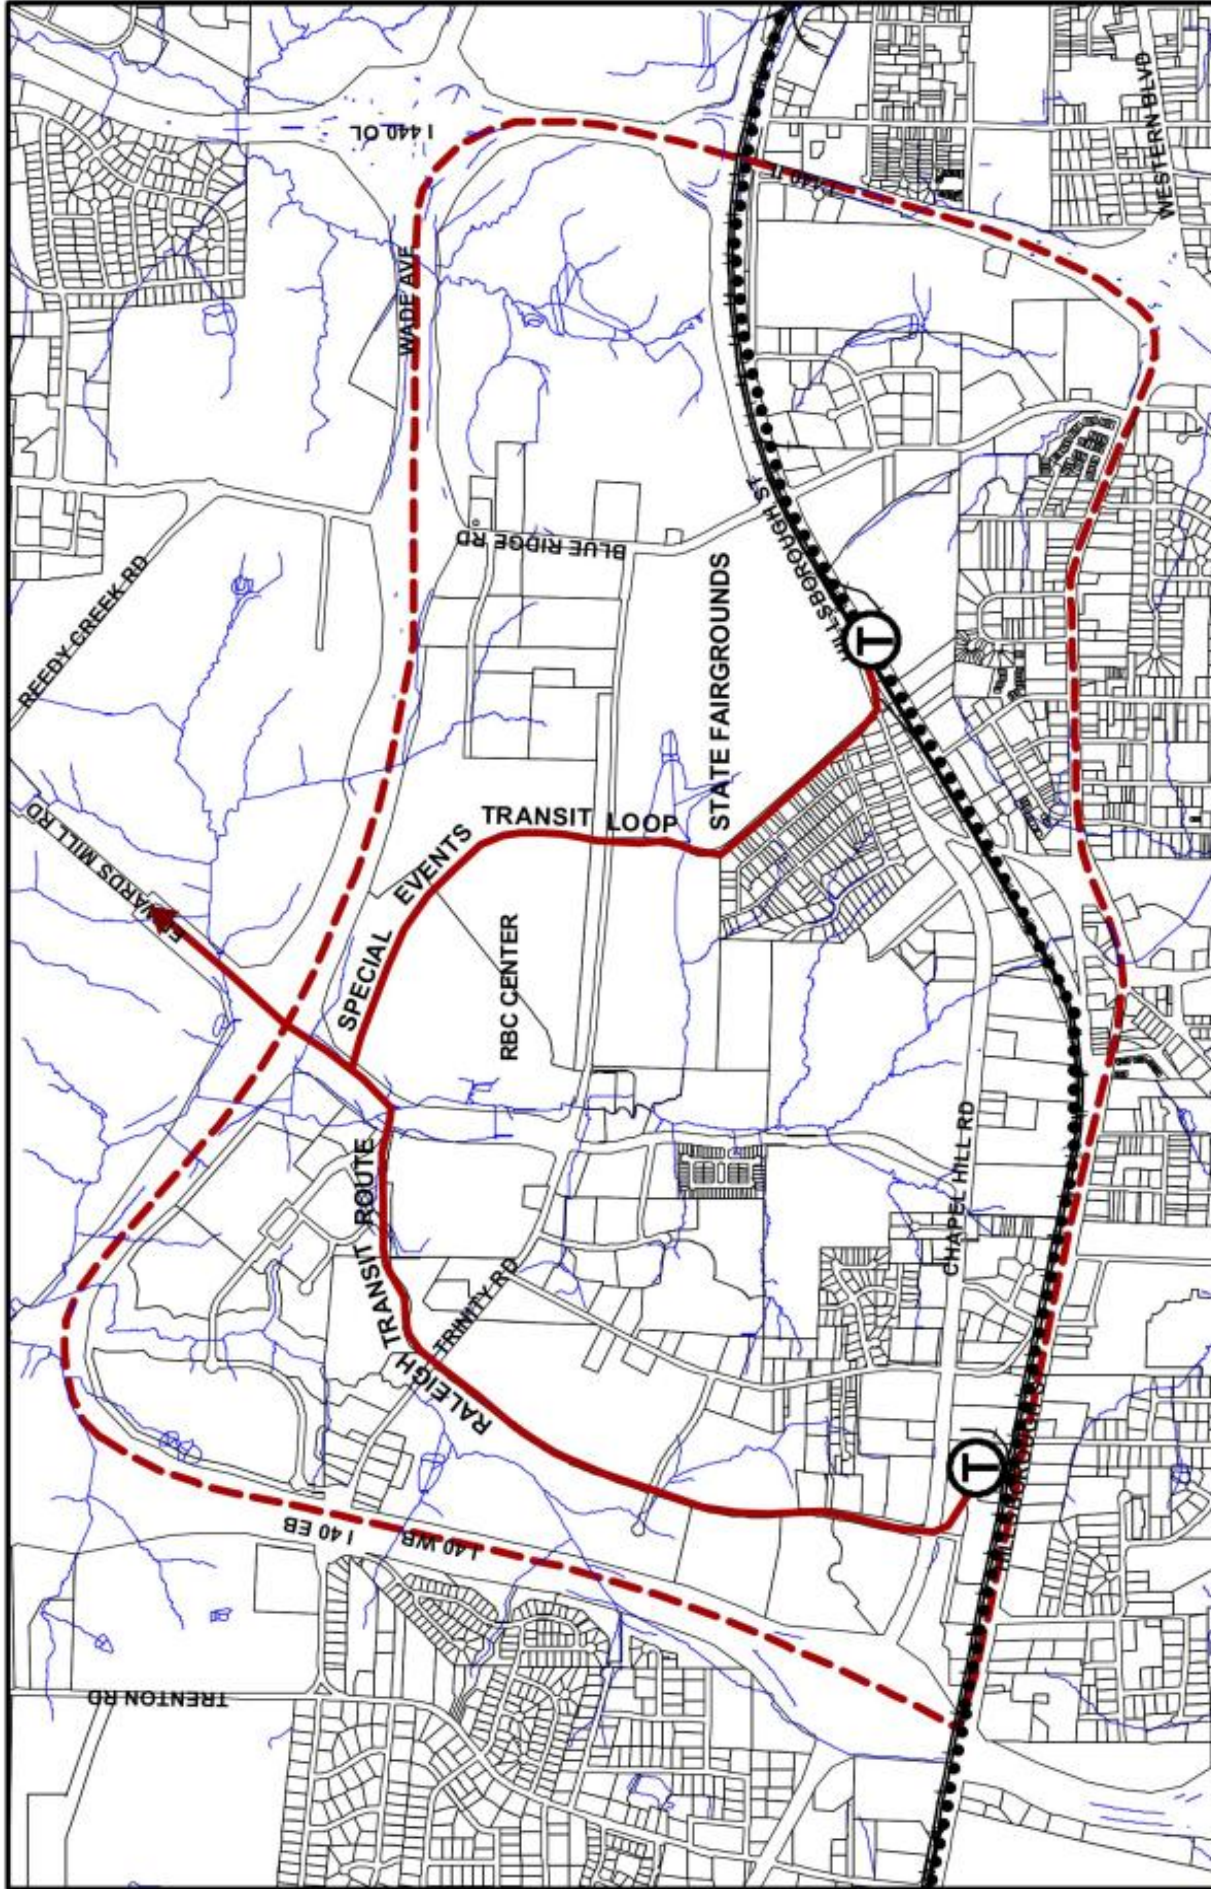 I 440 OL
WADE AVE
WESTERN BLVD
REEDY CREEK RD
BLUE RIDGE RD
HILLSBOROUGH ST
T
STATE FAIRGROUNDS
EDWARDS MILL RD
SPECIAL EVENTS TRANSIT LOOP
RBC CENTER
RALEIGH TRANSIT ROUTE
TRINITY RD
CHAPEL HILL RD
T
I 40 EB
I 40 WB
TRENTON RD